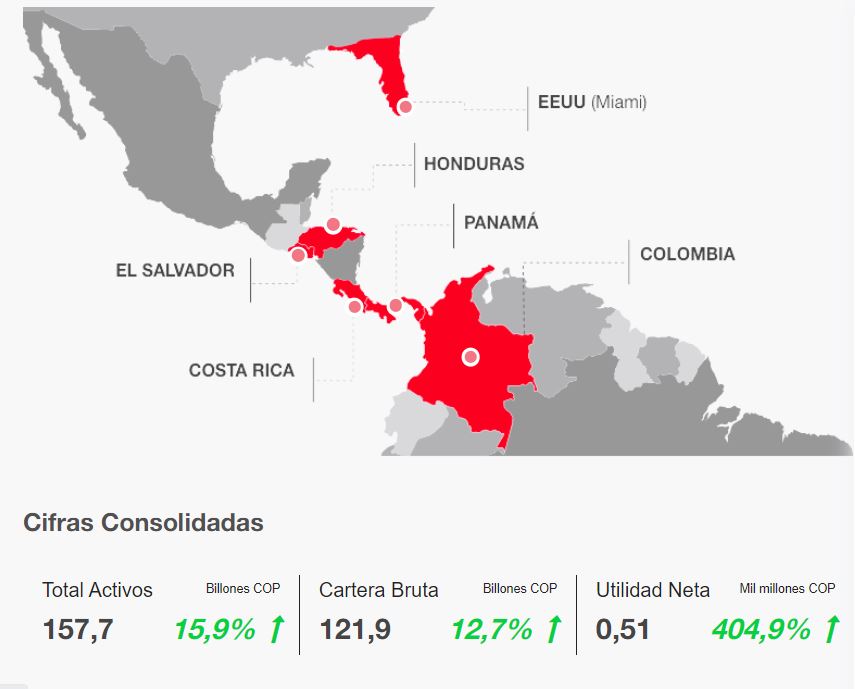 EEUU (Miami)
HONDURAS
PANAMÁ
COLOMBIA
EL SALVADOR
COSTA RICA
Cifras Consolidadas
Total Activos Billones COP
157,7 15,9% ↑
Cartera Bruta Billones COP
121,9 12,7% ↑
Utilidad Neta Mil millones COP
0,51 404,9% ↑